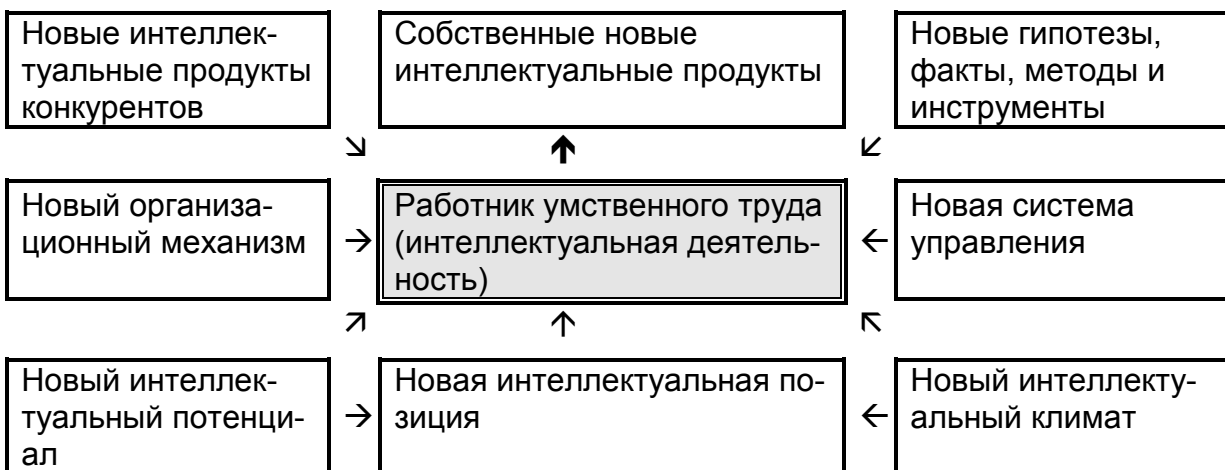 Новые интеллек-
туальные продукты
конкурентов
Собственные новые
интеллектуальные продукты
Новые гипотезы,
факты, методы и
инструменты
Новый организа-
ционный механизм
Работник умственного труда
(интеллектуальная деятель-
ность)
Новая система
управления
Новый интеллек-
туальный потенци-
ал
Новая интеллектуальная по-
зиция
Новый интеллекту-
альный климат